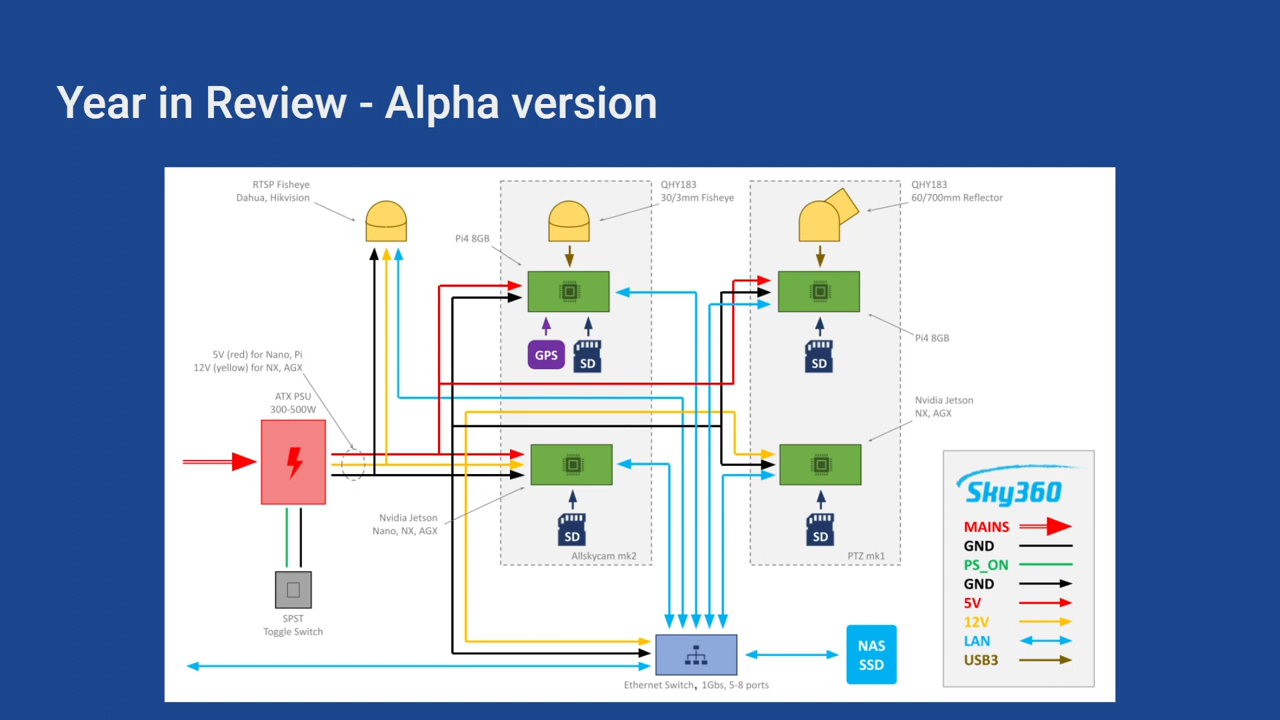 Year in Review - Alpha version
RTSP Fisheye
Dahua, Hikvision
QHY183
30/3mm Fisheye
QHY183
60/700mm Reflector
Pi4 8GB
GPS
SD
SD
Pi4 8GB
5V (red) for Nano, Pi
12V (yellow) for NX, AGX
ATX PSU
300-500W
Nvidia Jetson
NX, AGX
Nvidia Jetson
Nano, NX, AGX
SD
SD
Allskycam mk2
PTZ mk1
SPST
Toggle Switch
Ethernet Switch, 1Gbs, 5-8 ports
NAS
SSD
Sky360
MAINS
GND
PS_ON
GND
5V
12V
LAN
USB3